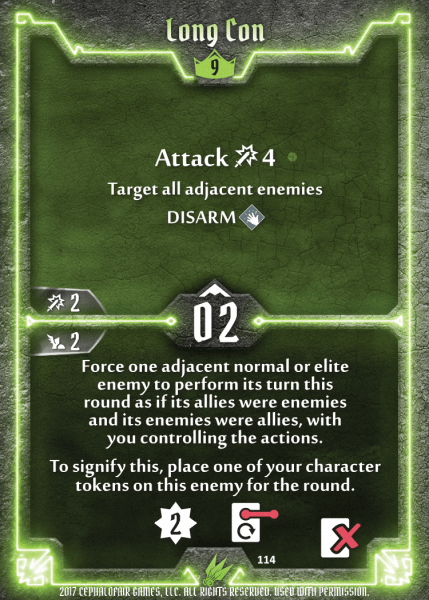 Long Con
9
Attack 4
Target all adjacent enemies
DISARM
2
02
2
Force one adjacent normal or elite
enemy to perform its turn this
round as if its allies were enemies
and its enemies were allies, with
you controlling the actions.
To signify this, place one of your character
tokens on this enemy for the round.
2
114
2017 CEPHALOFAIR GAMES, LLC. ALL RIGHTS RESERVED. USED WITH PERMISSION.